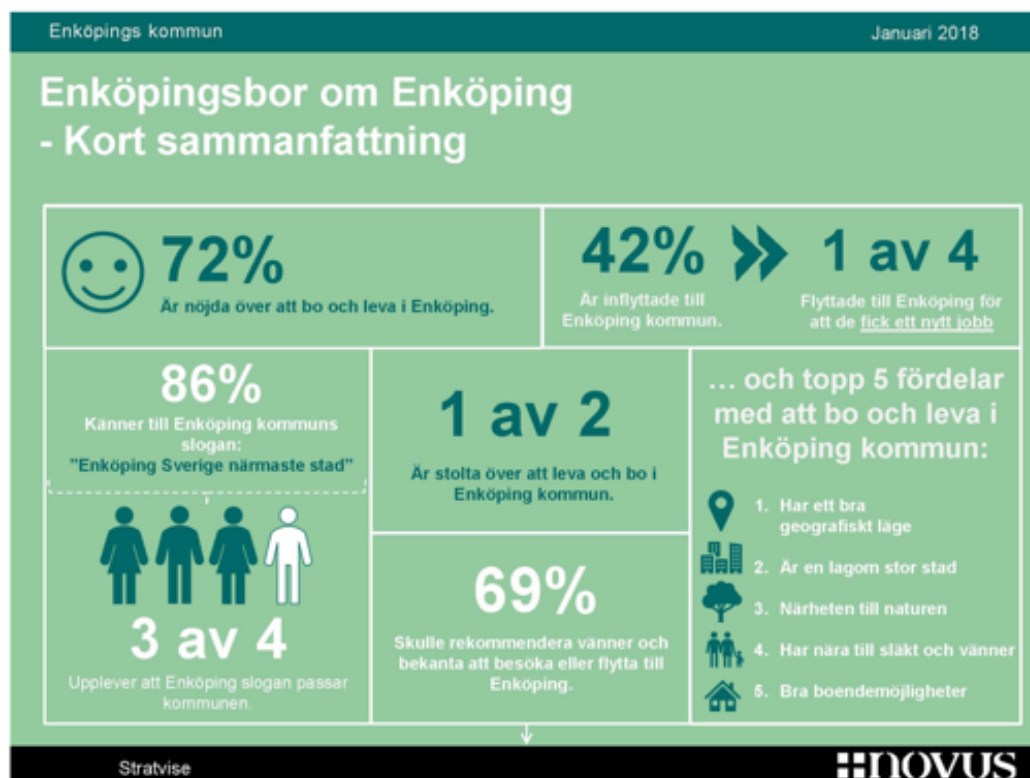 Enköpings kommun
Januari 2018
Enköpingsbor om Enköping
- Kort sammanfattning
72%
Är nöjda över att bo och leva i Enköping.
42%
Är inflyttade till
Enköping kommun.
1 av 4
Flyttade till Enköping för
att de fick ett nytt jobb
86%
Känner till Enköping kommuns
slogan:
"Enköping Sverige närmaste stad"
3 av 4
Upplever att Enköping slogan passar
kommunen.
1 av 2
Är stolta över att leva och bo i
Enköping kommun.
69%
Skulle rekommendera vänner och
bekanta att besöka eller flytta till
Enköping.
... och topp 5 fördelar
med att bo och leva i
Enköping kommun:
1. Har ett bra
geografiskt läge
2. Är en lagom stor stad
3. Närheten till naturen
4. Har nära till släkt och vänner
5. Bra boendemöjligheter
Stratvise
novus